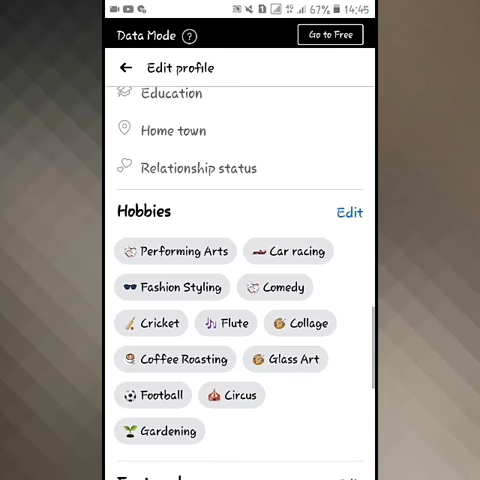 4G 67% 14:45
Data Mode ? Go to Free
Edit profile
Education
Home town
Relationship status
Hobbies Edit
Performing Arts Car racing
Fashion Styling Comedy
Cricket Flute Collage
Coffee Roasting Glass Art
Football Circus
Gardening